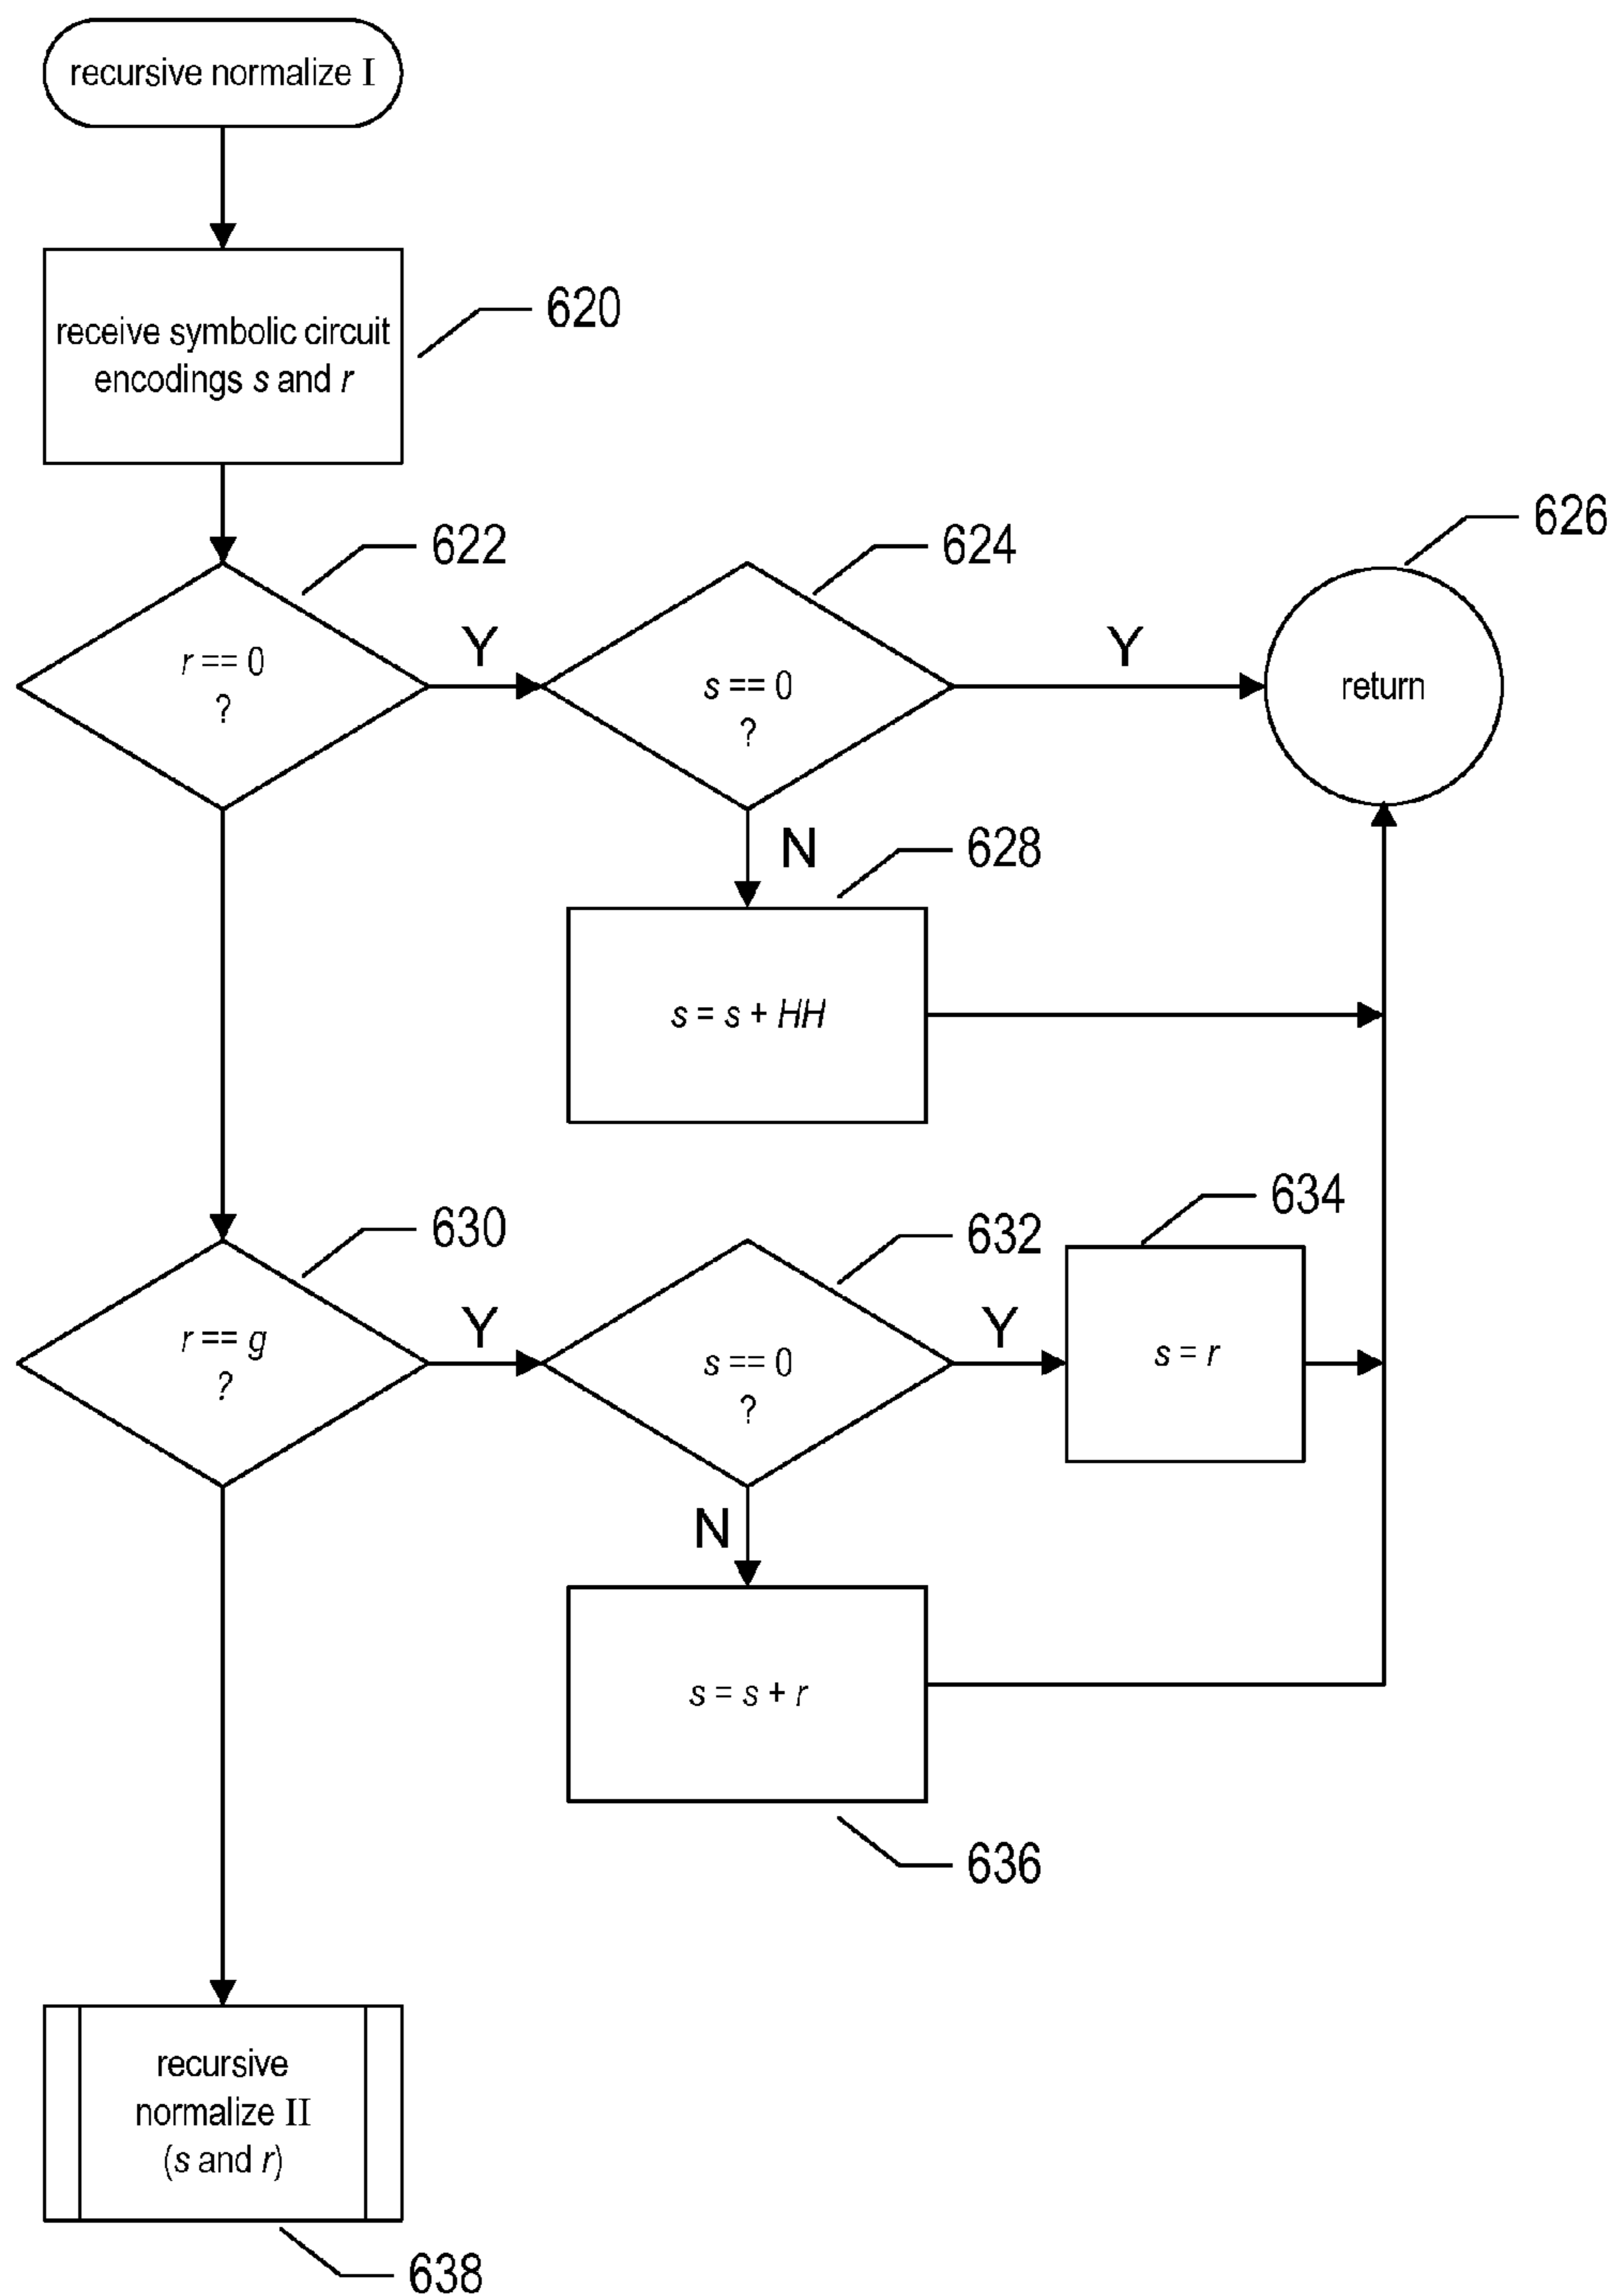 recursive normalize I
receive symbolic circuit
encodings s and r
620
r == 0
?
622
Y
s == 0
?
624
Y
return
626
N
628
s = s + HH
r == g
?
630
Y
s == 0
?
632
Y
s = r
634
N
s = s + r
636
recursive
normalize II
(s and r)
638